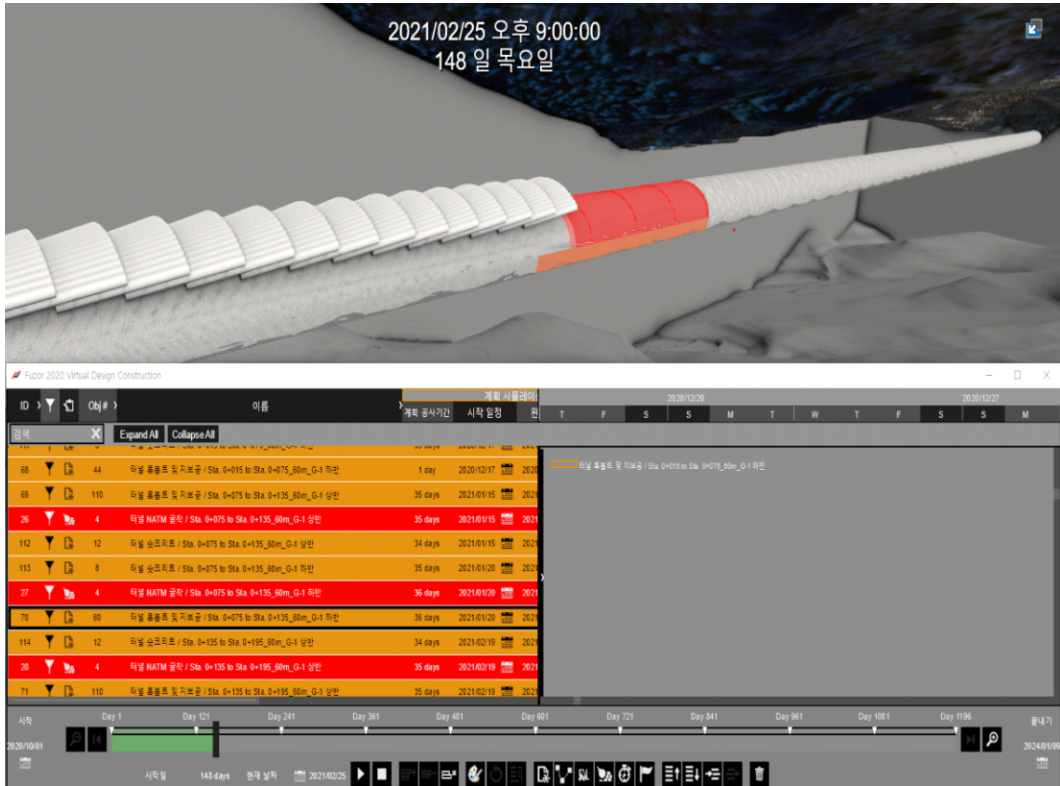 2021/02/25 오후 9:00:00
148 일 목요일
Fuzor 2020 Virtual Design Construction
ID Obj # 이름 계획 시뮬레이
계획 공사기간 시작 일정
2020/12/20 2020/12/27
T F S S M T W T F S S M
검색 X Expand All Collapse All
68 44 터널 록볼트 및 지보공 / Sta. 0+015 to Sta. 0+075_60m_G-1 하반 1 day 2020/12/17 2020
터널 록볼트 및 지보공 / Sta. 0+015 to Sta. 0+075_60m_G-1 하반
69 110 터널 록볼트 및 지보공 / Sta. 0+075 to Sta. 0+135_60m_G-1 상반 35 days 2021/01/15 2021
26 4 터널 NATM 굴착 / Sta. 0+075 to Sta. 0+135_60m_G-1 상반 35 days 2021/01/15 2021
112 12 터널 숏크리트 / Sta. 0+075 to Sta. 0+135_60m_G-1 상반 34 days 2021/01/15 2021
113 8 터널 숏크리트 / Sta. 0+075 to Sta. 0+135_60m_G-1 하반 35 days 2021/01/20 2021
27 4 터널 NATM 굴착 / Sta. 0+075 to Sta. 0+135_60m_G-1 하반 36 days 2021/01/20 2021
70 60 터널 록볼트 및 지보공 / Sta. 0+075 to Sta. 0+135_60m_G-1 하반 36 days 2021/01/20 2021
114 12 터널 숏크리트 / Sta. 0+135 to Sta. 0+195_60m_G-1 상반 34 days 2021/02/19 2021
28 4 터널 NATM 굴착 / Sta. 0+135 to Sta. 0+195_60m_G-1 상반 35 days 2021/02/19 2021
71 110 터널 록볼트 및 지보공 / Sta. 0+135 to Sta. 0+195_60m_G-1 상반 35 days 2021/02/19 2021
시작 Day 1 Day 121 Day 241 Day 361 Day 481 Day 601 Day 721 Day 841 Day 961 Day 1081 Day 1196 끝내기
2020/10/01 2024/01/09
시작일 148 days 현재 날짜 2021/02/25